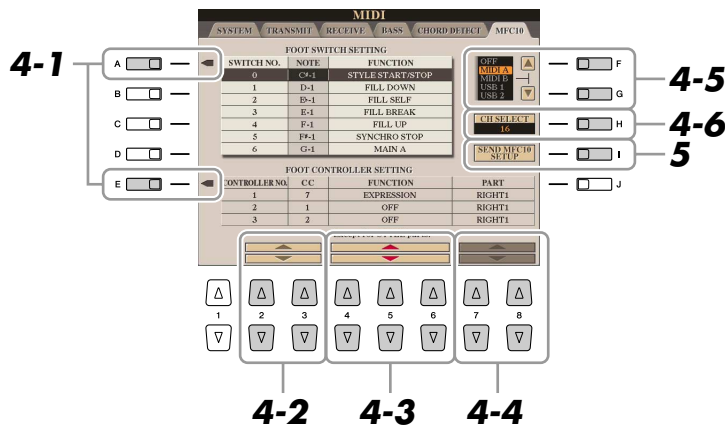 MIDI
SYSTEM TRANSMIT RECEIVE BASS CHORD DETECT MFC10
FOOT SWITCH SETTING
SWITCH NO. NOTE FUNCTION
0 C#-1 STYLE START/STOP
1 D-1 FILL DOWN
2 E♭-1 FILL SELF
3 E-1 FILL BREAK
4 F-1 FILL UP
5 F#-1 SYNCHRO STOP
6 G-1 MAIN A
FOOT CONTROLLER SETTING
CONTROLLER NO. CC FUNCTION PART
1 7 EXPRESSION RIGHT1
2 1 OFF RIGHT1
3 2 OFF RIGHT1
OFF
MIDI A
MIDI B
USB 1
USB 2
CH SELECT
16
SEND MFC10
SETUP
4-1
A
B
C
D
E
F
G
H
I
J
4-5
4-6
5
1 2 3 4 5 6 7 8
4-2 4-3 4-4